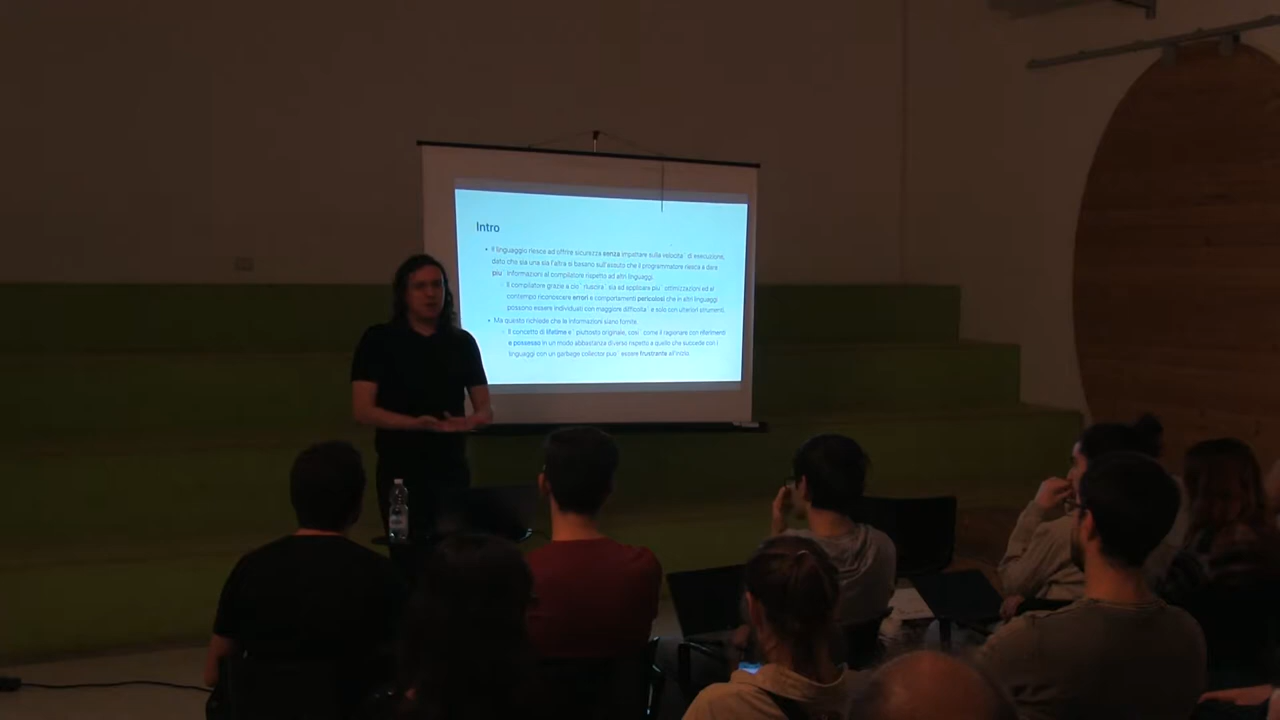 Intro
Il linguaggio riesce ad offrire sicurezza senza impattare sulla velocita` di esecuzione,
dato che sia una sia l'altra si basano sull'assuto che il programmatore riesca a dare
piu` informazioni al compilatore rispetto ad altri linguaggi.
Il compilatore grazie a cio` riuscira` sia ad applicare piu` ottimizzazioni ed al
contempo riconoscere errori e comportamenti pericolosi che in altri linguaggi
possono essere individuati con maggiore difficolta` e solo con ulteriori strumenti.
Ma questo richiede che le informazioni siano fornite.
Il concetto di lifetime e` piuttosto originale, cosi` come il ragionare con riferimenti
e possesso in un modo abbastanza diverso rispetto a quello che succede con i
linguaggi con un garbage collector puo` essere frustrante all'inizio.